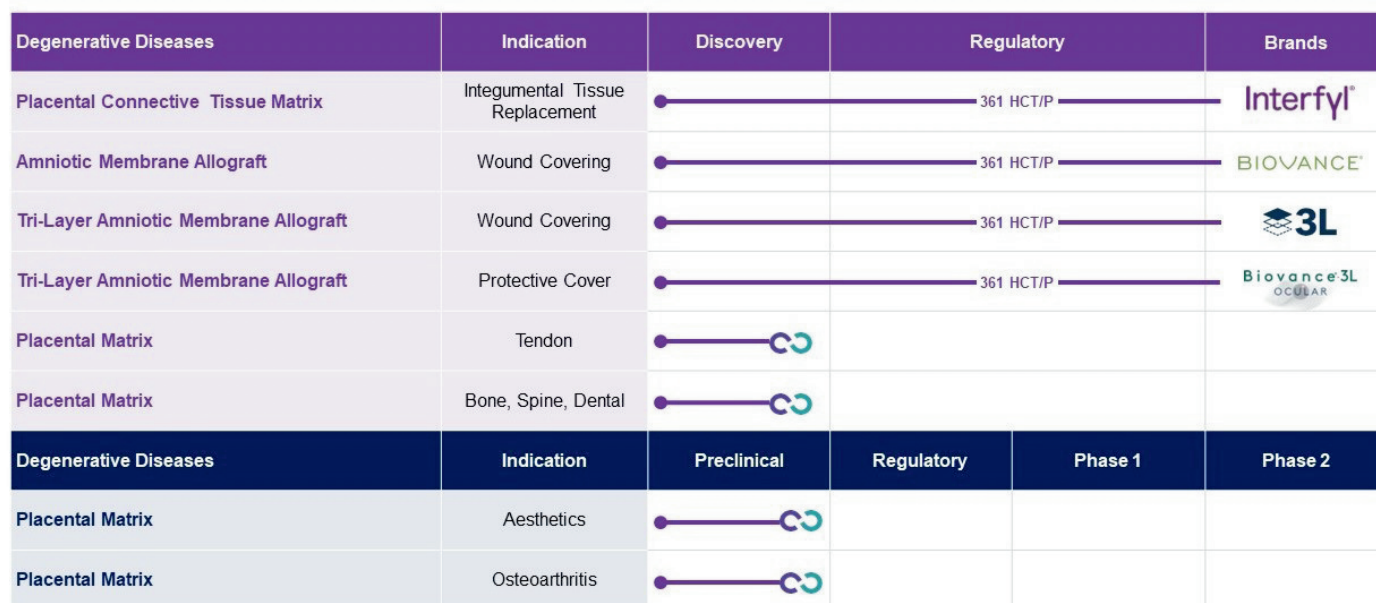 Degenerative Diseases Indication Discovery Regulatory Brands
Placental Connective Tissue Matrix Integumental Tissue Replacement 361 HCT/P Interfyl®
Amniotic Membrane Allograft Wound Covering 361 HCT/P BIOVANCE®
Tri-Layer Amniotic Membrane Allograft Wound Covering 361 HCT/P 3L
Tri-Layer Amniotic Membrane Allograft Protective Cover 361 HCT/P Biovance®3L
OCULAR
Placental Matrix Tendon
Placental Matrix Bone, Spine, Dental
Degenerative Diseases Indication Preclinical Regulatory Phase 1 Phase 2
Placental Matrix Aesthetics
Placental Matrix Osteoarthritis